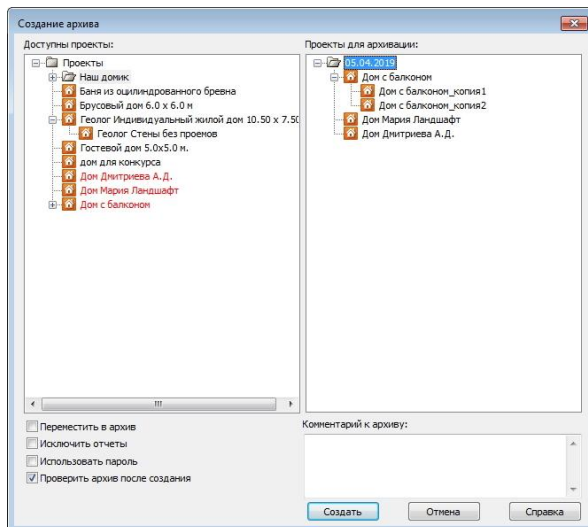 Создание архива
Доступны проекты:
Проекты
Наш домик
Баня из оцилиндрованного бревна
Брусовый дом 6.0 x 6.0 м
Геолог Индивидуальный жилой дом 10.50 x 7.50
Геолог Стены без проемов
Гостевой дом 5.0x5.0 м.
дом для конкурса
Дом Дмитриева А.Д.
Дом Мария Ландшафт
Дом с балконом
Проекты для архивации:
05.04.2019
Дом с балконом
Дом с балконом_копия1
Дом с балконом_копия2
Дом Мария Ландшафт
Дом Дмитриева А.Д.
Переместить в архив
Исключить отчеты
Использовать пароль
Проверить архив после создания
Комментарий к архиву:
Создать
Отмена
Справка